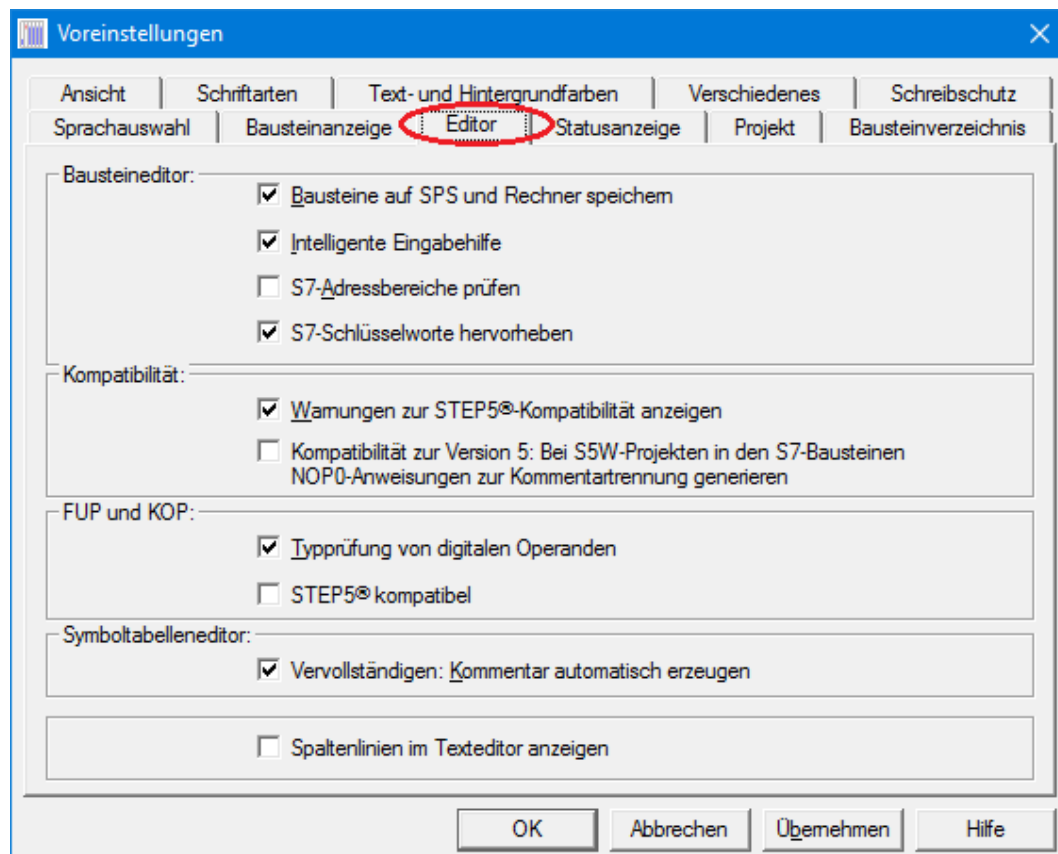 Voreinstellungen
Ansicht Schriftarten Text- und Hintergrundfarben Verschiedenes Schreibschutz
Sprachauswahl Bausteinanzeige Editor Statusanzeige Projekt Bausteinverzeichnis
Bausteineditor:
Bausteine auf SPS und Rechner speichern
Intelligente Eingabehilfe
S7-Adressbereiche prüfen
S7-Schlüsselworte hervorheben
Kompatibilität:
Warnungen zur STEP5®-Kompatibilität anzeigen
Kompatibilität zur Version 5: Bei S5W-Projekten in den S7-Bausteinen
NOP0-Anweisungen zur Kommentartrennung generieren
FUP und KOP:
Typprüfung von digitalen Operanden
STEP5® kompatibel
Symboltabelleneditor:
Vervollständigen: Kommentar automatisch erzeugen
Spaltenlinien im Texteditor anzeigen
OK Abbrechen Übernehmen Hilfe